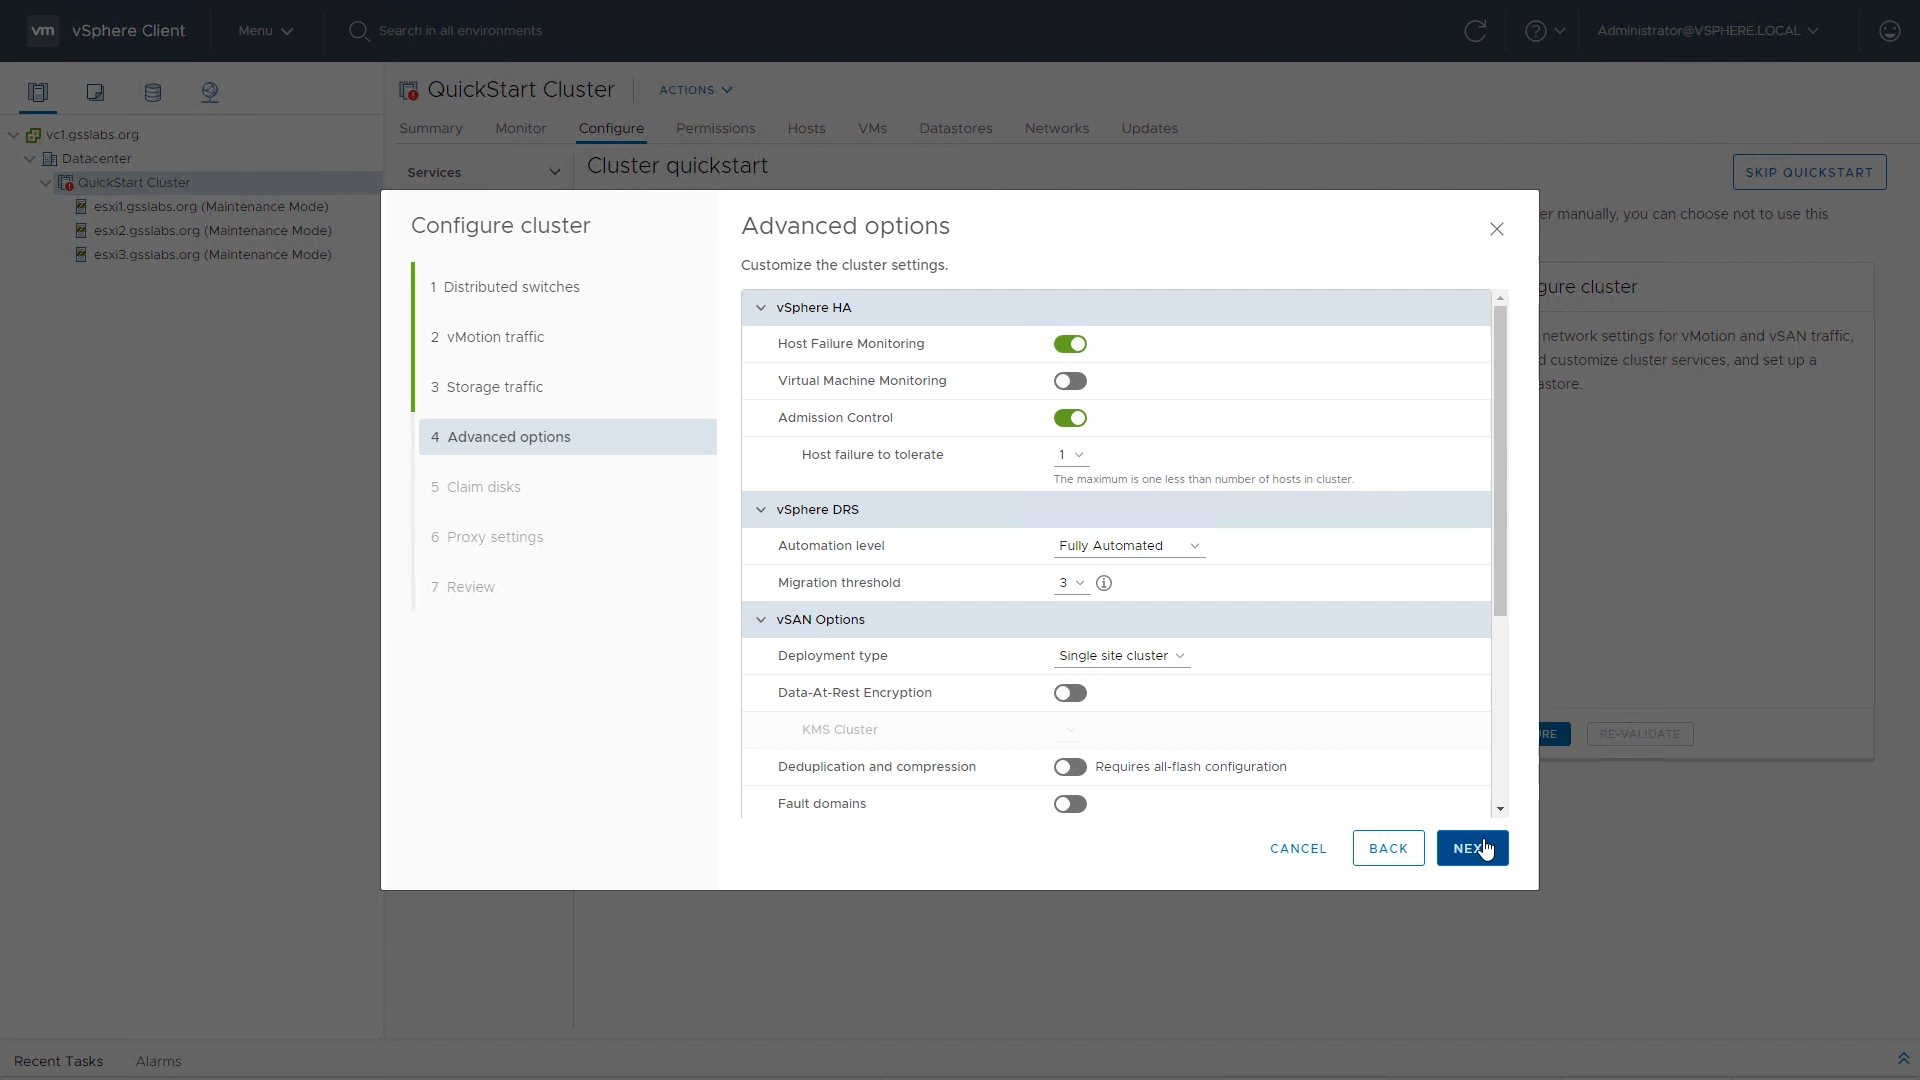 vm vSphere Client Menu Search in all environments Administrator@VSPHERE.LOCAL
QuickStart Cluster ACTIONS
Summary Monitor Configure Permissions Hosts VMs Datastores Networks Updates
vc1.gsslabs.org
Datacenter
QuickStart Cluster
esxi1.gsslabs.org (Maintenance Mode)
esxi2.gsslabs.org (Maintenance Mode)
esxi3.gsslabs.org (Maintenance Mode)
Services
Cluster quickstart
SKIP QUICKSTART
er manually, you can choose not to use this
gure cluster
network settings for vMotion and vSAN traffic,
d customize cluster services, and set up a
astore.
URE RE-VALIDATE
Configure cluster
1 Distributed switches
2 vMotion traffic
3 Storage traffic
4 Advanced options
5 Claim disks
6 Proxy settings
7 Review
Advanced options
Customize the cluster settings.
vSphere HA
Host Failure Monitoring
Virtual Machine Monitoring
Admission Control
Host failure to tolerate 1
The maximum is one less than number of hosts in cluster.
vSphere DRS
Automation level Fully Automated
Migration threshold 3
vSAN Options
Deployment type Single site cluster
Data-At-Rest Encryption
KMS Cluster
Deduplication and compression Requires all-flash configuration
Fault domains
CANCEL BACK NEX
Recent Tasks Alarms